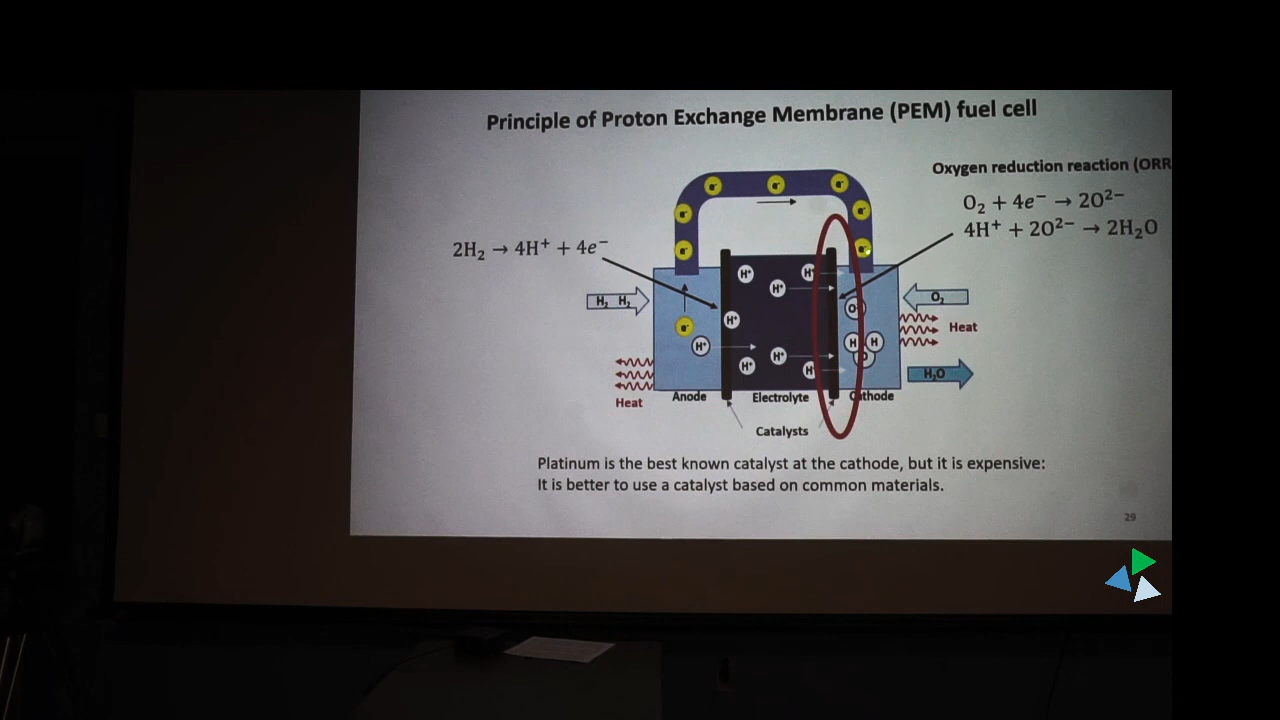 Principle of Proton Exchange Membrane (PEM) fuel cell
Oxygen reduction reaction (ORR
O₂ + 4e⁻ → 2O²⁻
4H⁺ + 2O²⁻ → 2H₂O
2H₂ → 4H⁺ + 4e⁻
e⁻ e⁻ e⁻
e⁻ e⁻
e⁻ e⁻
H⁺ H⁺ H⁺
H₂ H₂
O₂
O
H⁺
e⁻
Heat
H⁺
H H
O
H⁺
H⁺ H
H₂O
Heat
Anode
Electrolyte
Cathode
Catalysts
Platinum is the best known catalyst at the cathode, but it is expensive:
It is better to use a catalyst based on common materials.
29